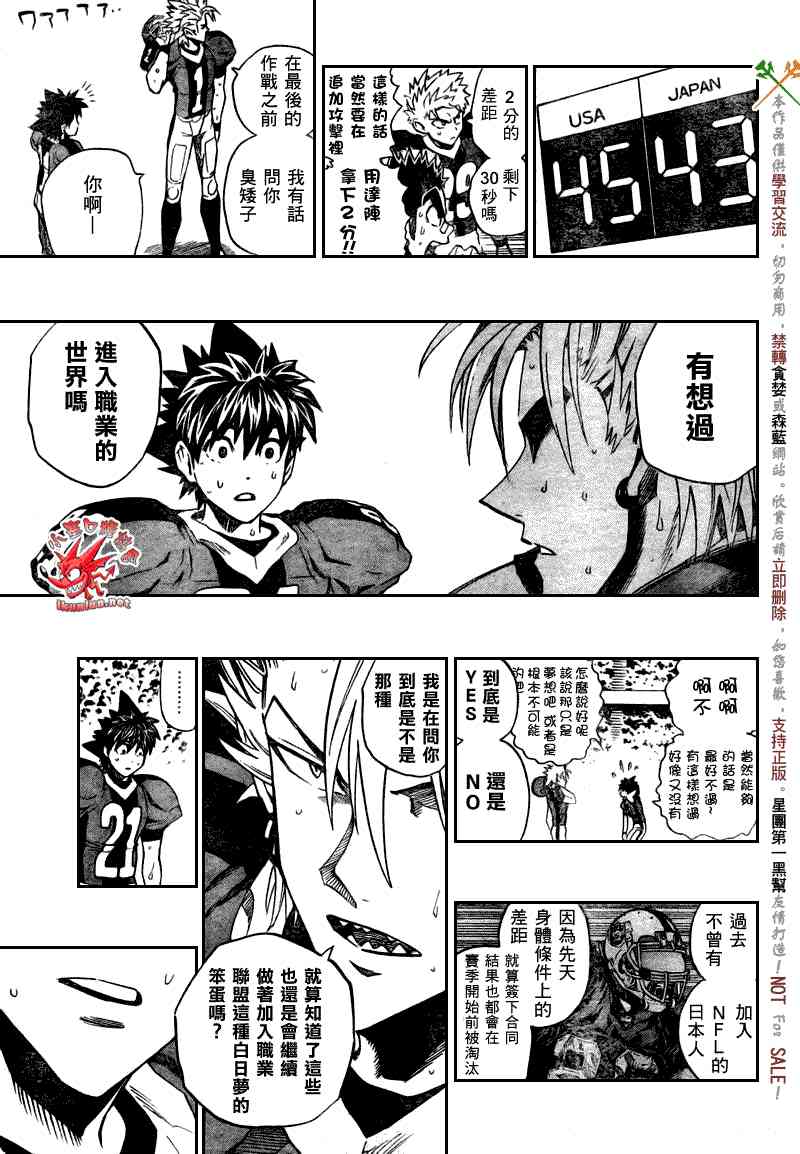 USA
JAPAN
45
43
2分的
差距
剩下
30秒嗎
這樣的話
當然要在
追加攻擊裡
用達陣
拿下2分!!
ワァァァァ..
在最後的
作戰之前
我有話
問你
臭矮子
你啊—
有想過
進入職業的
世界嗎
啊 啊
不 啊
當然能夠
的話是
最好不過~
有這樣想過
好像又沒有
怎麼說好呢
該說那只是
夢想吧 或者是
根本不可能
的吧
到底是
YES
還是
NO
我是在問你
到底是不是
那種
………
21
過去
不曾有
加入
NFL的
日本人
因為先天
身體條件上的
差距
就算簽下合同
結果也都會在
賽季開始前被淘汰
就算知道了這些
也還是會繼續
做著加入職業
聯盟這種白日夢的
笨蛋嗎？
Ikumlan.net
本作品僅供學習交流，切勿商用，禁轉貪婪或森藍網站。欣賞后請立即刪除，如您喜歡，支持正版。星團第一黑幫友情打造！NOT For SALE！